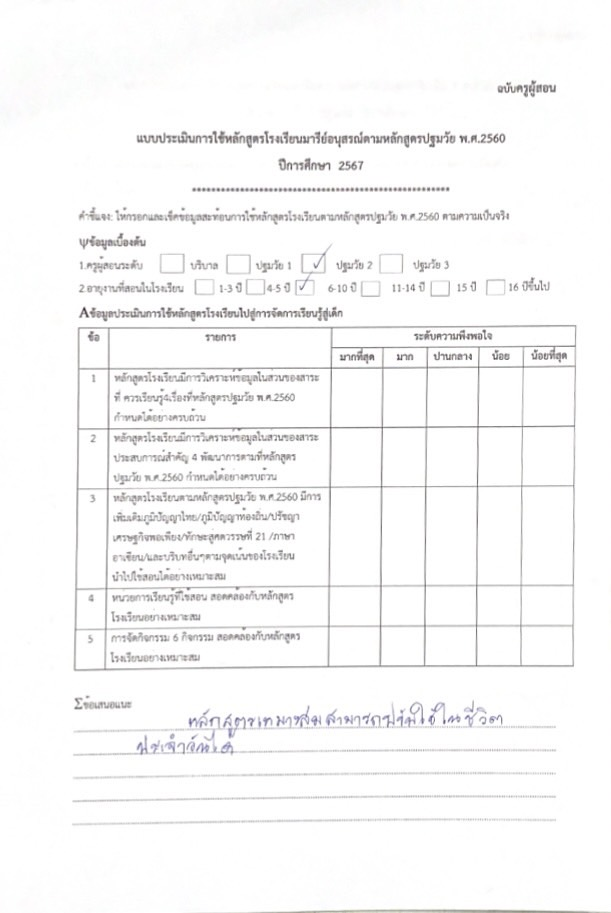 ฉบับครูผู้สอน
แบบประเมินการใช้หลักสูตรโรงเรียนมารีย์อนุสรณ์ตามหลักสูตรปฐมวัย พ.ศ.2560
ปีการศึกษา 2567
**********************************************************
คำชี้แจง: ให้กรอกและเช็คข้อมูลสะท้อนการใช้หลักสูตรโรงเรียนตามหลักสูตรปฐมวัย พ.ศ.2560 ตามความเป็นจริง
Ψข้อมูลเบื้องต้น
1.ครูผู้สอนระดับ บริบาล ปฐมวัย 1 ✓ ปฐมวัย 2 ปฐมวัย 3
2.อายุงานที่สอนในโรงเรียน 1-3 ปี 4-5 ปี ✓ 6-10 ปี 11-14 ปี 15 ปี 16 ปีขึ้นไป
Aข้อมูลประเมินการใช้หลักสูตรโรงเรียนไปสู่การจัดการเรียนรู้สู่เด็ก
ข้อ รายการ ระดับความพึงพอใจ
มากที่สุด มาก ปานกลาง น้อย น้อยที่สุด
1 หลักสูตรโรงเรียนมีการวิเคราะห์ข้อมูลในส่วนของสาระ
ที่ ควรเรียนรู้4เรื่องที่หลักสูตรปฐมวัย พ.ศ.2560
กำหนดได้อย่างครบถ้วน
2 หลักสูตรโรงเรียนมีการวิเคราะห์ข้อมูลในส่วนของสาระ
ประสบการณ์สำคัญ 4 พัฒนาการตามที่หลักสูตร
ปฐมวัย พ.ศ.2560 กำหนดได้อย่างครบถ้วน
3 หลักสูตรโรงเรียนตามหลักสูตรปฐมวัย พ.ศ.2560 มีการ
เพิ่มเติมภูมิปัญญาไทย/ภูมิปัญญาท้องถิ่น/ปรัชญา
เศรษฐกิจพอเพียง/ทักษะสู่ศตวรรษที่ 21 /ภาษา
อาเซียน/และบริบทอื่นๆตามจุดเน้นของโรงเรียน
นำไปใช้สอนได้อย่างเหมาะสม
4 หน่วยการเรียนรู้ที่ใช้สอน สอดคล้องกับหลักสูตร
โรงเรียนอย่างเหมาะสม
5 การจัดกิจกรรม 6 กิจกรรม สอดคล้องกับหลักสูตร
โรงเรียนอย่างเหมาะสม
Σข้อเสนอแนะ
หลักสูตรเหมาะสมสามารถปรับใช้ในชีวิต
ประจำวันได้